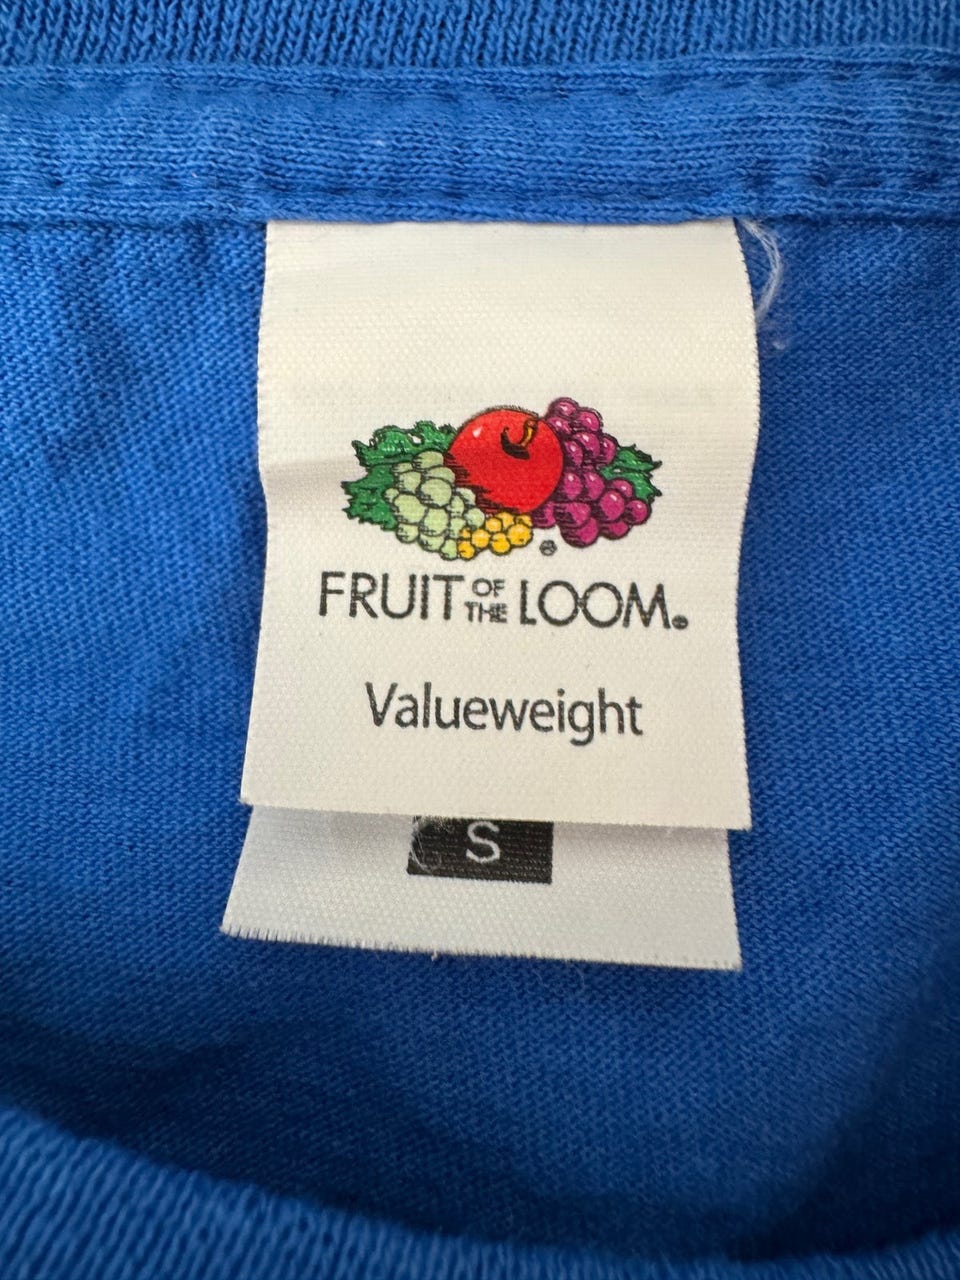 FRUIT OF THE LOOM®
Valueweight
S